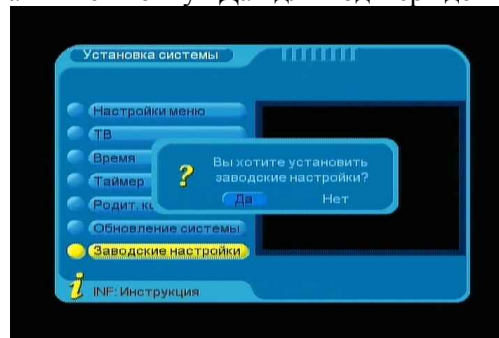 Установка системы
Настройки меню
ТВ
Время
Таймер
Родит. к
Обновление системы
Заводские настройки
?
Вы хотите установить
заводские настройки?
Да Нет
i INF: Инструкция